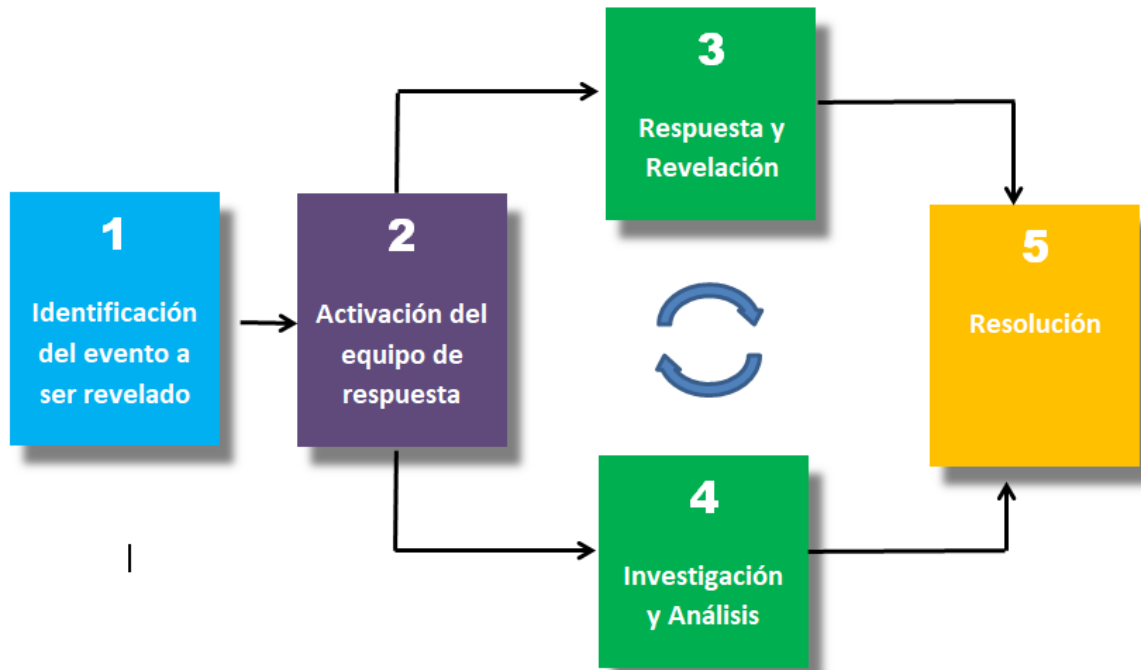 1
Identificación
del evento a
ser revelado
2
Activación del
equipo de
respuesta
3
Respuesta y
Revelación
4
Investigación
y Análisis
5
Resolución